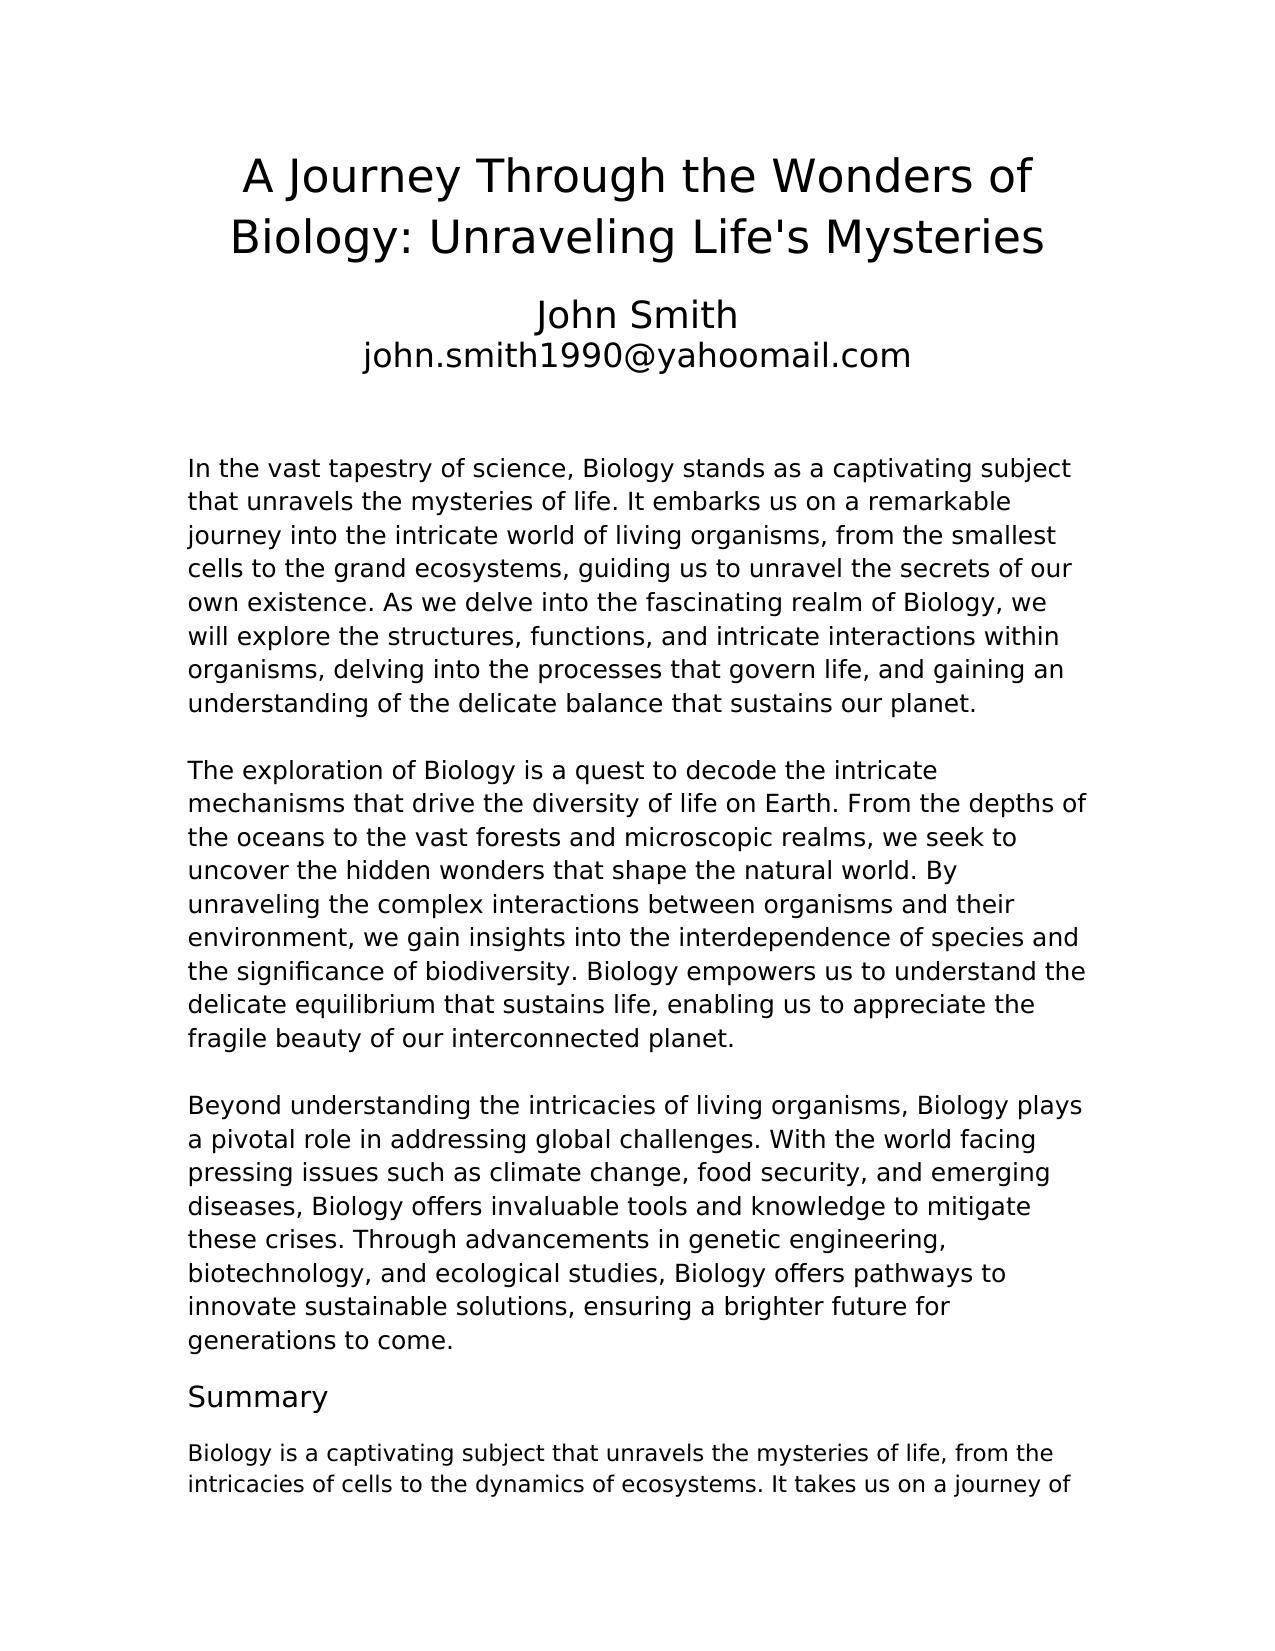 A Journey Through the Wonders of
Biology: Unraveling Life's Mysteries
John Smith
john.smith1990@yahoomail.com
In the vast tapestry of science, Biology stands as a captivating subject
that unravels the mysteries of life. It embarks us on a remarkable
journey into the intricate world of living organisms, from the smallest
cells to the grand ecosystems, guiding us to unravel the secrets of our
own existence. As we delve into the fascinating realm of Biology, we
will explore the structures, functions, and intricate interactions within
organisms, delving into the processes that govern life, and gaining an
understanding of the delicate balance that sustains our planet.
The exploration of Biology is a quest to decode the intricate
mechanisms that drive the diversity of life on Earth. From the depths of
the oceans to the vast forests and microscopic realms, we seek to
uncover the hidden wonders that shape the natural world. By
unraveling the complex interactions between organisms and their
environment, we gain insights into the interdependence of species and
the significance of biodiversity. Biology empowers us to understand the
delicate equilibrium that sustains life, enabling us to appreciate the
fragile beauty of our interconnected planet.
Beyond understanding the intricacies of living organisms, Biology plays
a pivotal role in addressing global challenges. With the world facing
pressing issues such as climate change, food security, and emerging
diseases, Biology offers invaluable tools and knowledge to mitigate
these crises. Through advancements in genetic engineering,
biotechnology, and ecological studies, Biology offers pathways to
innovate sustainable solutions, ensuring a brighter future for
generations to come.
Summary
Biology is a captivating subject that unravels the mysteries of life, from the
intricacies of cells to the dynamics of ecosystems. It takes us on a journey of